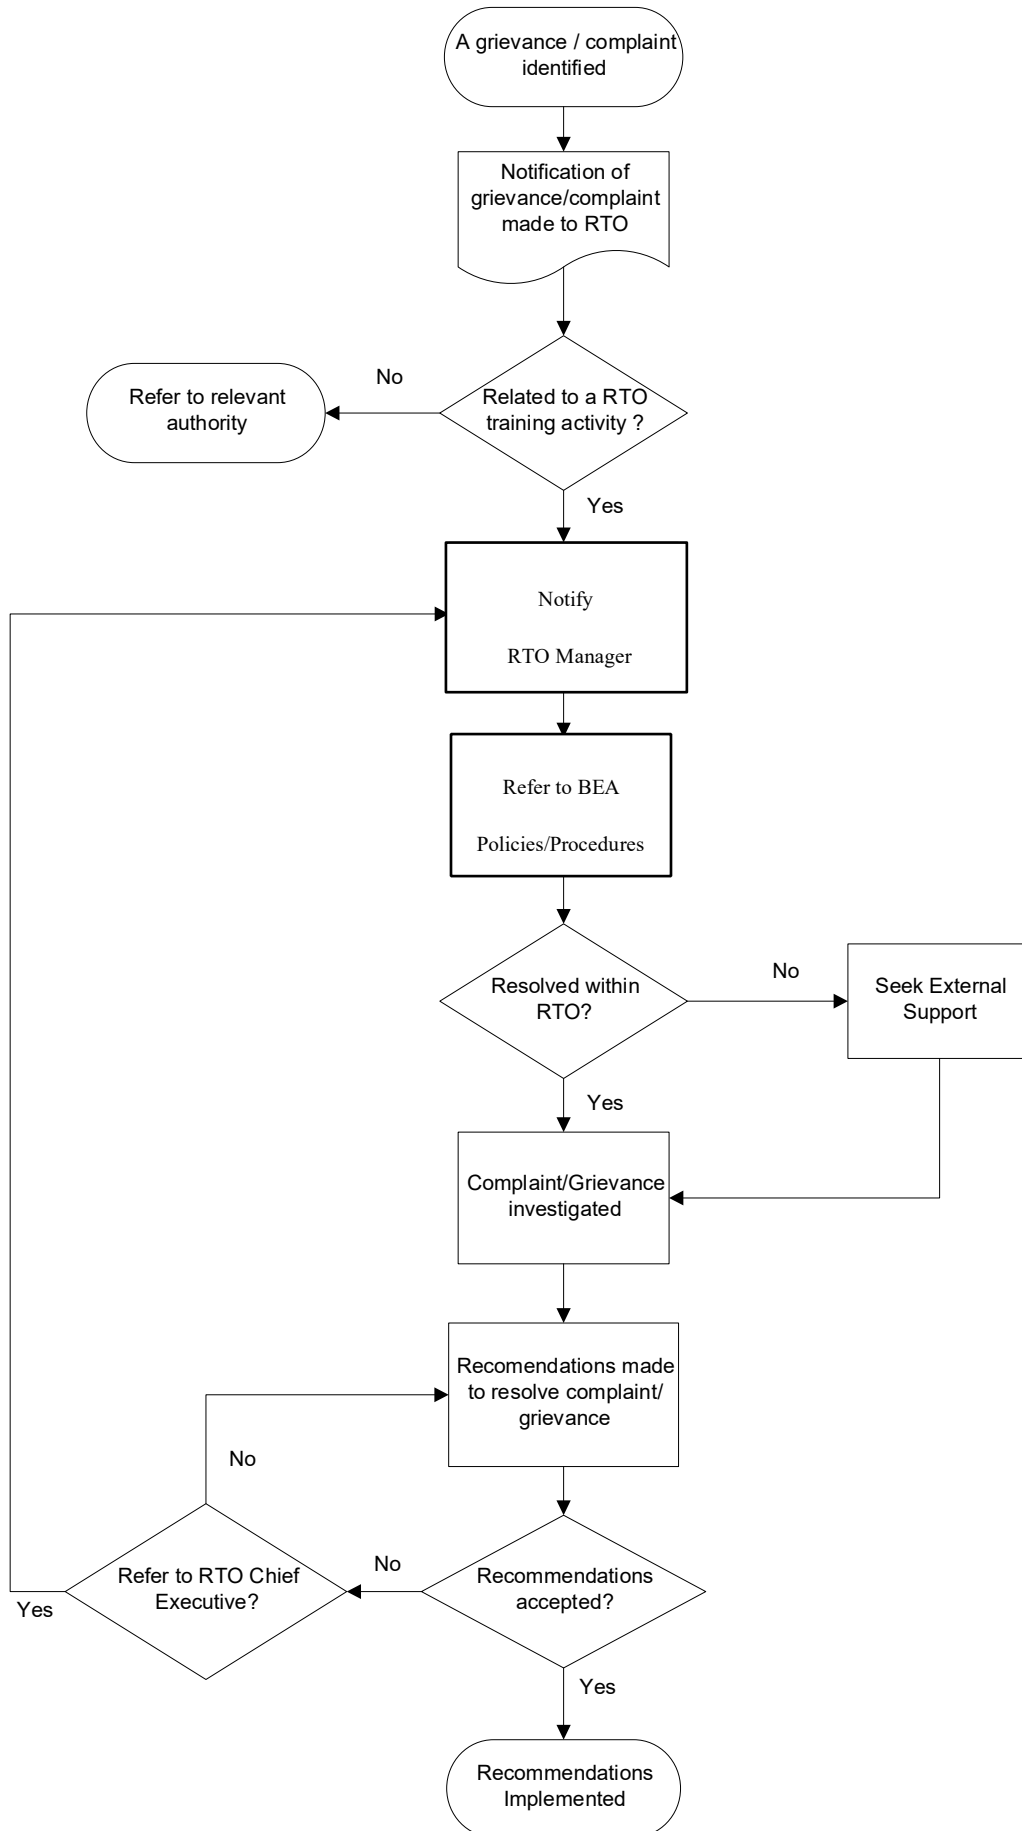 A grievance / complaint
identified
Notification of
grievance/complaint
made to RTO
No
Related to a RTO
training activity ?
Refer to relevant
authority
Yes
Notify
RTO Manager
Refer to BEA
Policies/Procedures
Resolved within
RTO?
No
Seek External
Support
Yes
Complaint/Grievance
investigated
Recomendations made
to resolve complaint/
grievance
No
Refer to RTO Chief
Executive?
No
Recommendations
accepted?
Yes
Yes
Recommendations
Implemented